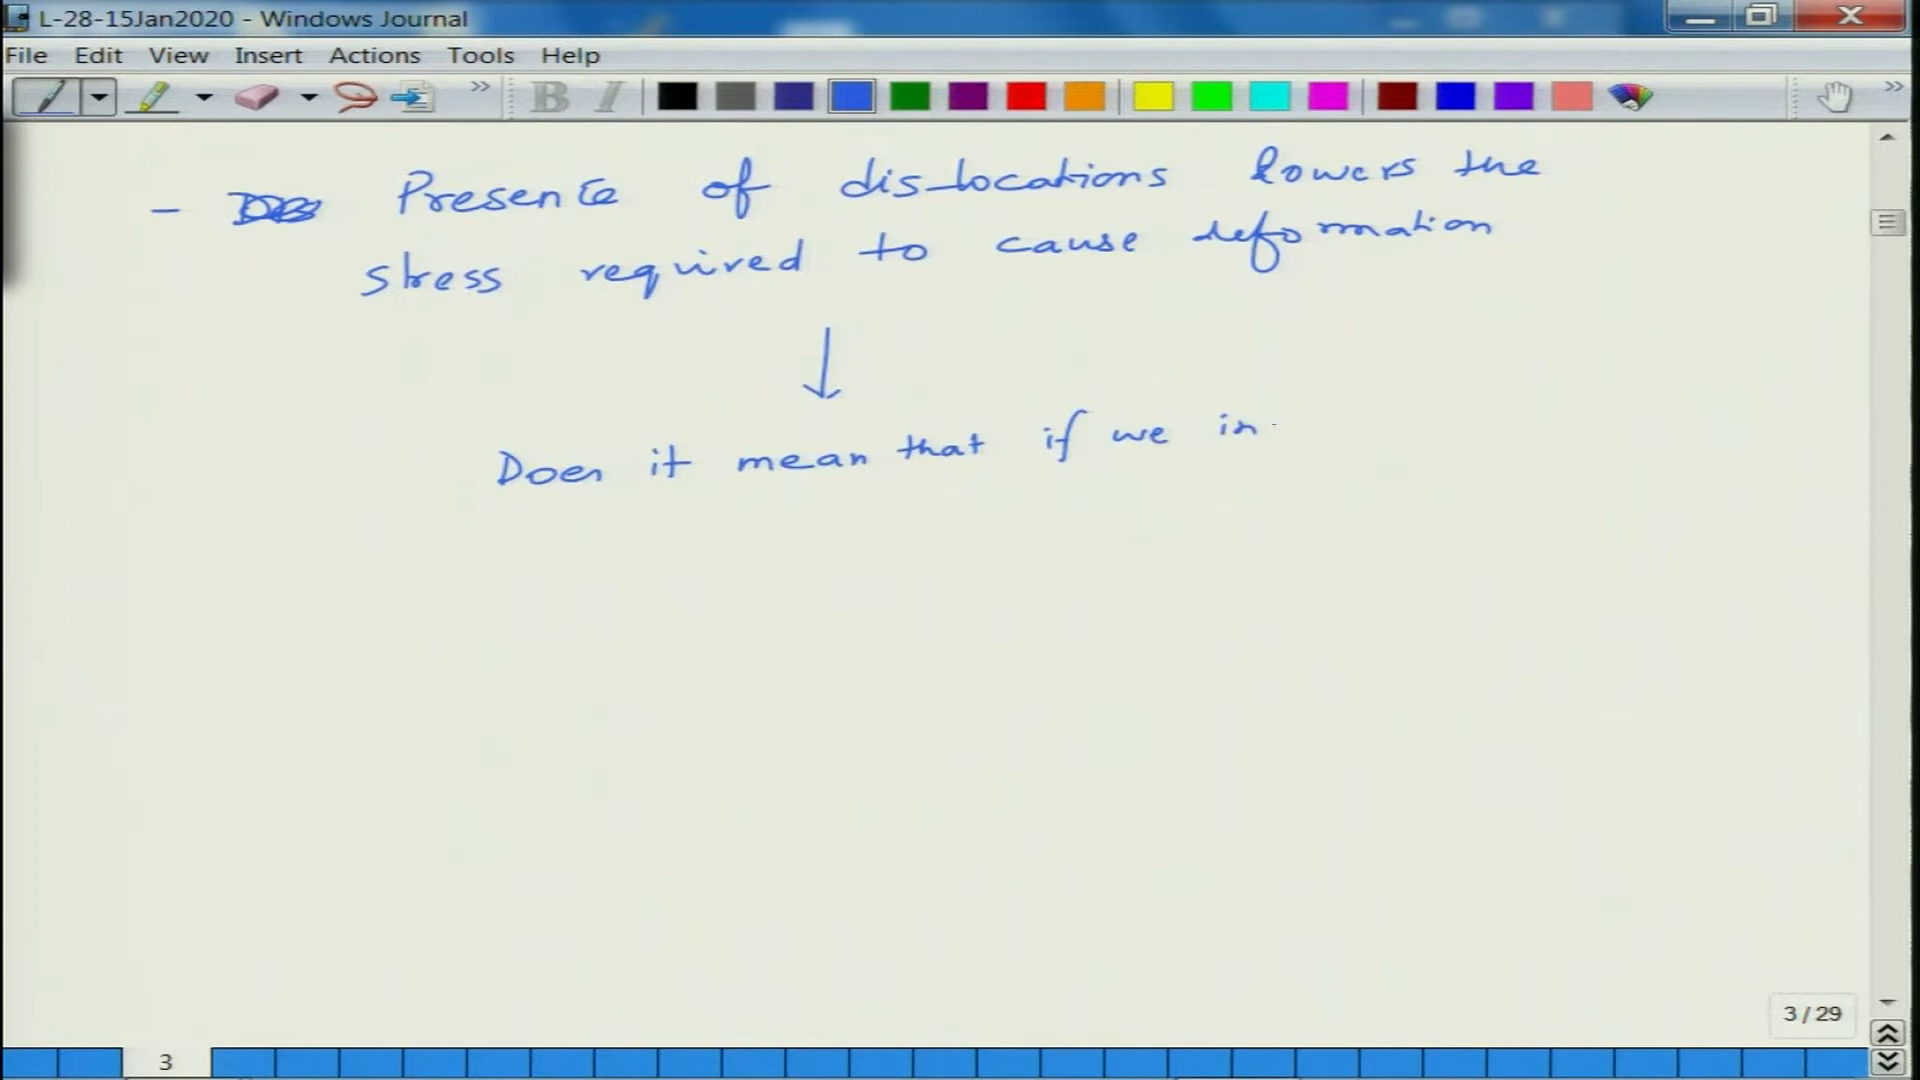 L-28-15Jan2020 - Windows Journal
File Edit View Insert Actions Tools Help
B I
- Presence of dislocations lowers the
stress required to cause deformation
Does it mean that if we in
3 / 29
3